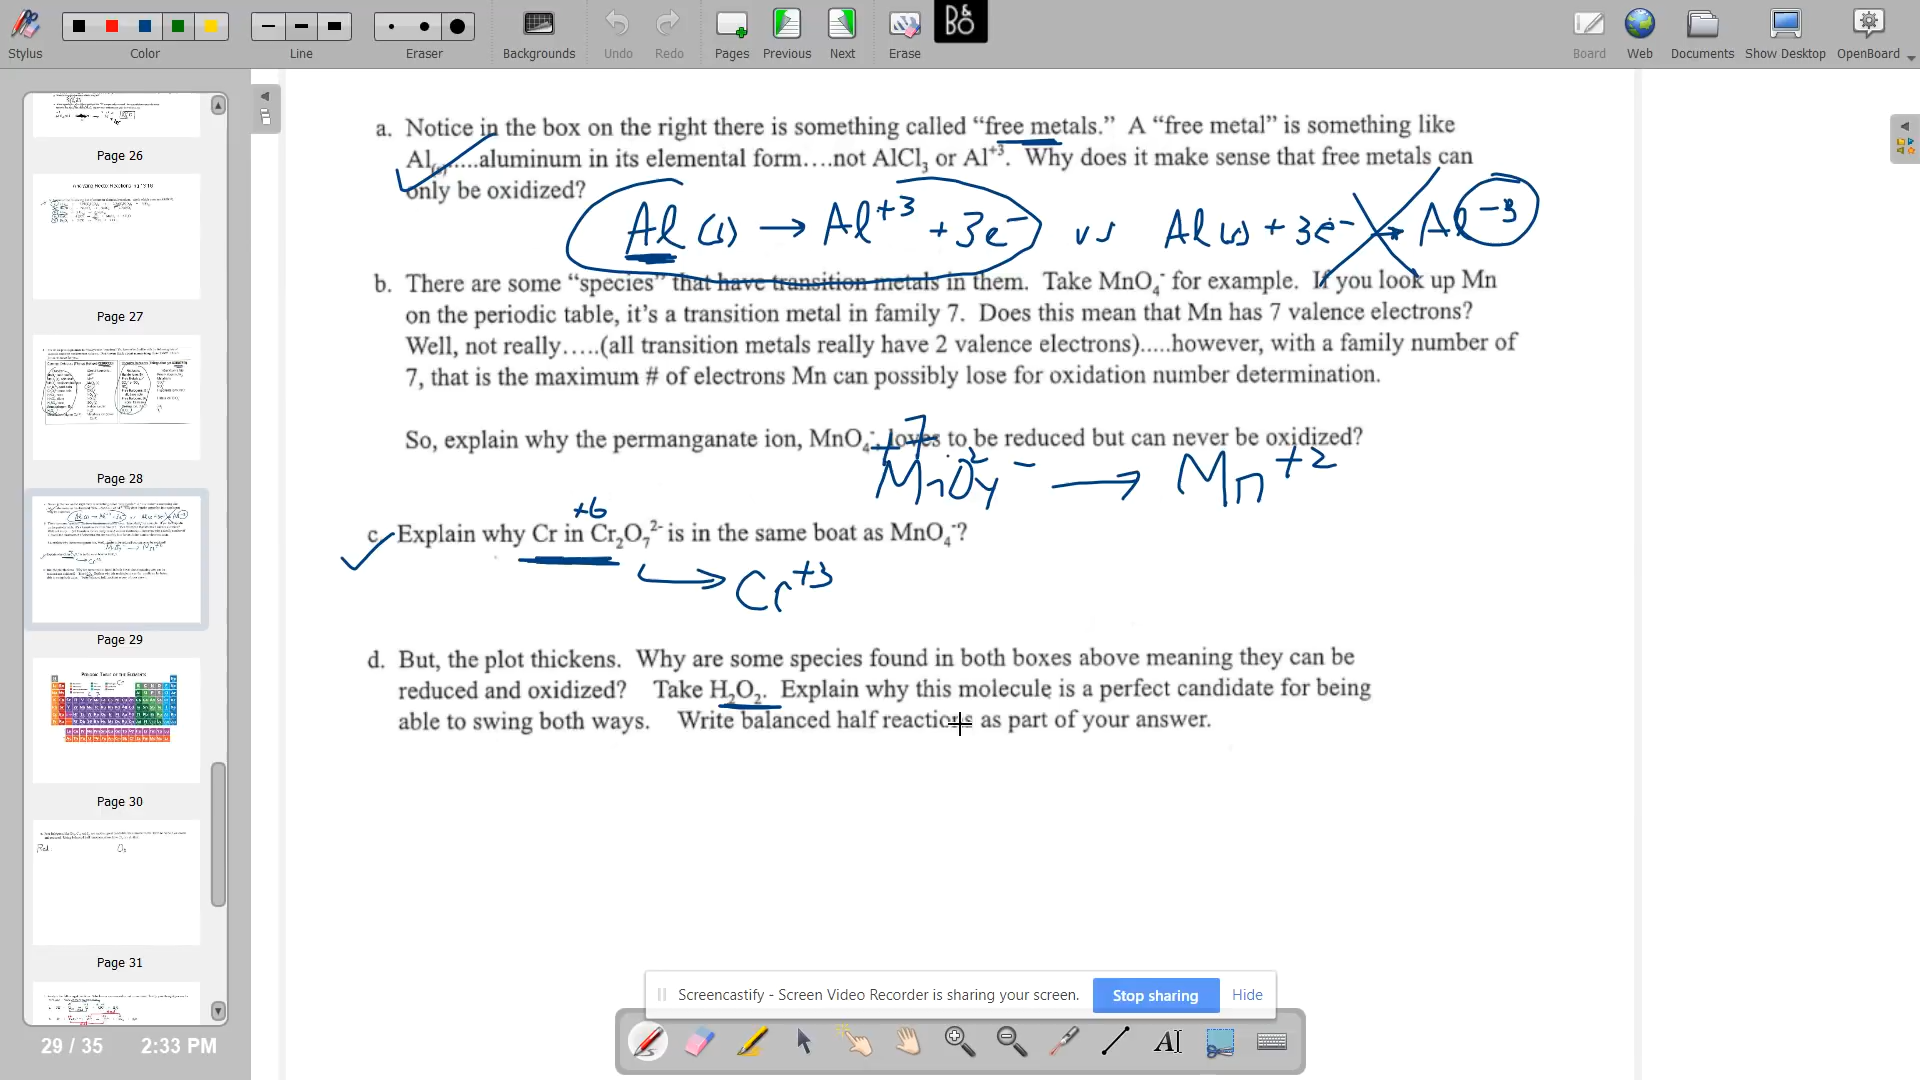 Stylus
Color
Line
Eraser
Backgrounds
Undo
Redo
Pages
Previous
Next
Erase
B&O
Board
Web
Documents
Show Desktop
OpenBoard
Page 26
Page 27
Page 28
Page 29
Periodic Table of the Elements
Page 30
Red.
Page 31
29 / 35
2:33 PM
a. Notice in the box on the right there is something called “free metals.” A “free metal” is something like
Al(s).....aluminum in its elemental form....not AlCl3 or Al+3. Why does it make sense that free metals can
only be oxidized?
Al (s) → Al+3 + 3e- vs Al (s) + 3e- → Al-3
b. There are some “species” that have transition metals in them. Take MnO4- for example. If you look up Mn
on the periodic table, it’s a transition metal in family 7. Does this mean that Mn has 7 valence electrons?
Well, not really.....(all transition metals really have 2 valence electrons).....however, with a family number of
7, that is the maximum # of electrons Mn can possibly lose for oxidation number determination.
So, explain why the permanganate ion, MnO4- loves to be reduced but can never be oxidized?
+7
MnO4- → Mn+2
+6
c. Explain why Cr in Cr2O7 2- is in the same boat as MnO4-?
→ Cr+3
d. But, the plot thickens. Why are some species found in both boxes above meaning they can be
reduced and oxidized? Take H2O2. Explain why this molecule is a perfect candidate for being
able to swing both ways. Write balanced half reactions as part of your answer.
Screencastify - Screen Video Recorder is sharing your screen.
Stop sharing
Hide